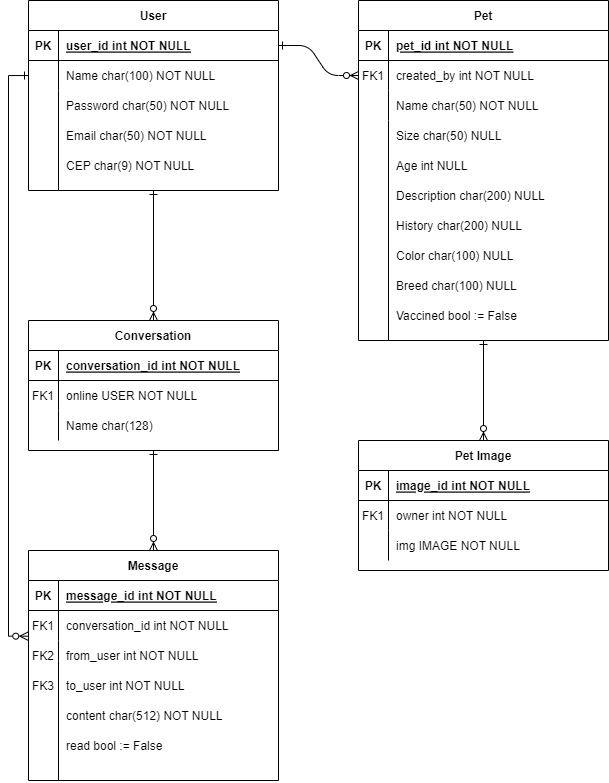 User
PK user_id int NOT NULL
Name char(100) NOT NULL
Password char(50) NOT NULL
Email char(50) NOT NULL
CEP char(9) NOT NULL
Pet
PK pet_id int NOT NULL
FK1 created_by int NOT NULL
Name char(50) NOT NULL
Size char(50) NULL
Age int NULL
Description char(200) NULL
History char(200) NULL
Color char(100) NULL
Breed char(100) NULL
Vaccined bool := False
Conversation
PK conversation_id int NOT NULL
FK1 online USER NOT NULL
Name char(128)
Pet Image
PK image_id int NOT NULL
FK1 owner int NOT NULL
img IMAGE NOT NULL
Message
PK message_id int NOT NULL
FK1 conversation_id int NOT NULL
FK2 from_user int NOT NULL
FK3 to_user int NOT NULL
content char(512) NOT NULL
read bool := False